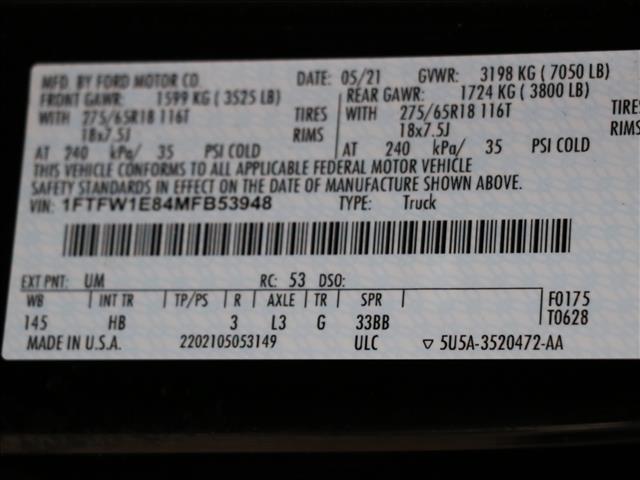 MFD. BY FORD MOTOR CO. DATE: 05/21 GVWR: 3198 KG ( 7050 LB)
FRONT GAWR: 1599 KG ( 3525 LB) REAR GAWR: 1724 KG ( 3800 LB)
WITH 275/65R18 116T TIRES WITH 275/65R18 116T TIRE
18x7.5J RIMS 18x7.5J RIMS
AT 240 kPa/ 35 PSI COLD AT 240 kPa/ 35 PSI COLD
THIS VEHICLE CONFORMS TO ALL APPLICABLE FEDERAL MOTOR VEHICLE
SAFETY STANDARDS IN EFFECT ON THE DATE OF MANUFACTURE SHOWN ABOVE.
VIN: 1FTFW1E84MFB53948 TYPE: Truck
EXT PNT: UM RC: 53 DSO:
WB INT TR TP/PS R AXLE TR SPR F0175
145 HB 3 L3 G 33BB T0628
MADE IN U.S.A. 2202105053149 ULC ▽ 5U5A-3520472-AA